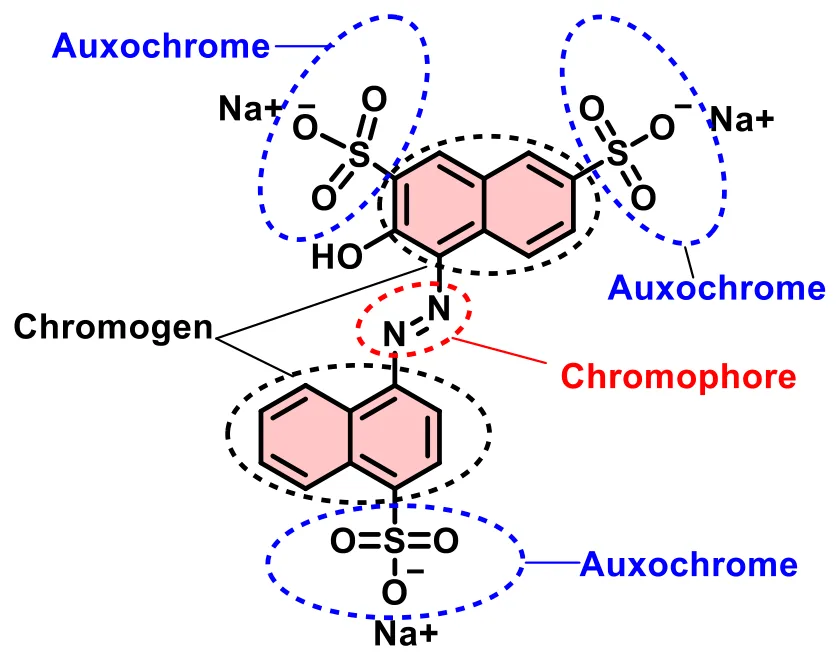 Auxochrome
Na+
−
O
O
S
O
O
O
−
Na+
S
O
HO
Auxochrome
N
N
Chromogen
Chromophore
O=S=O
−
O
Auxochrome
Na+